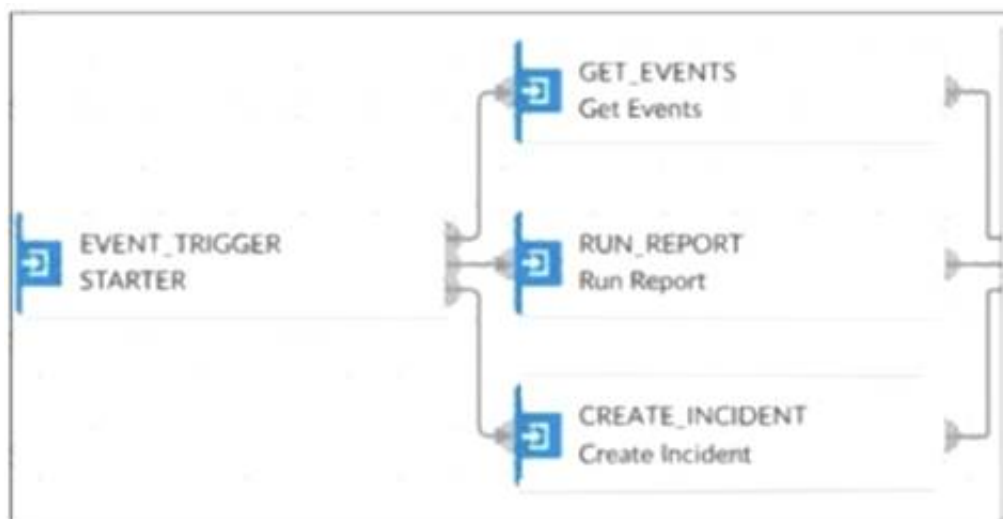 GET_EVENTS
Get Events
EVENT_TRIGGER
STARTER
RUN_REPORT
Run Report
CREATE_INCIDENT
Create Incident